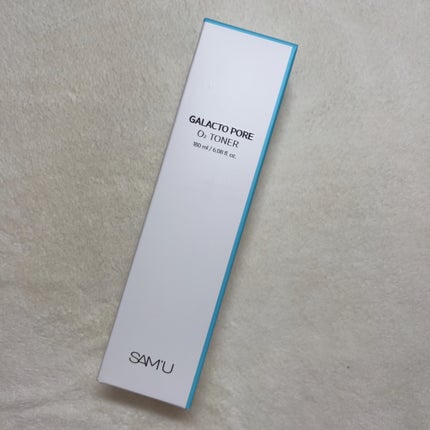 GALACTO PORE
O₂ TONER
180 ml / 6.08 fl. oz.
SAM'U